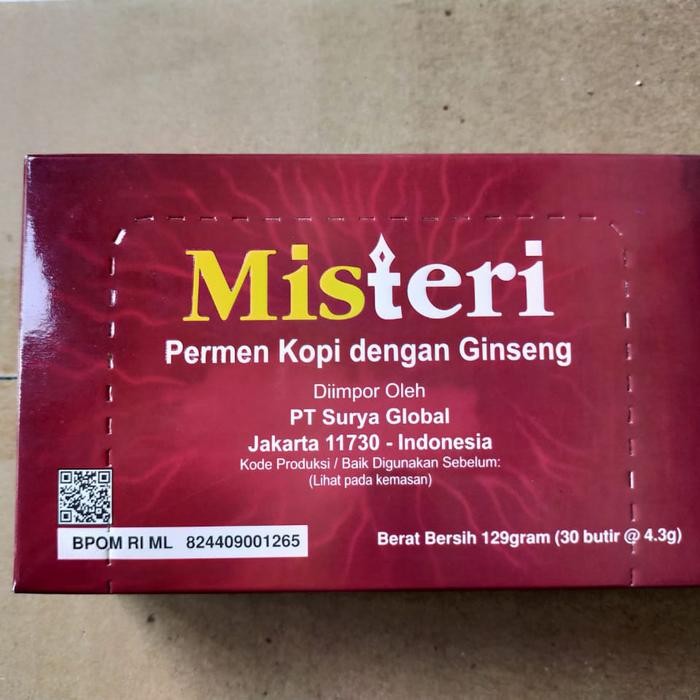 Misteri
Permen Kopi dengan Ginseng
Diimpor Oleh
PT Surya Global
Jakarta 11730 - Indonesia
Kode Produksi / Baik Digunakan Sebelum:
(Lihat pada kemasan)
BPOM RI ML 824409001265
Berat Bersih 129gram (30 butir @ 4.3g)